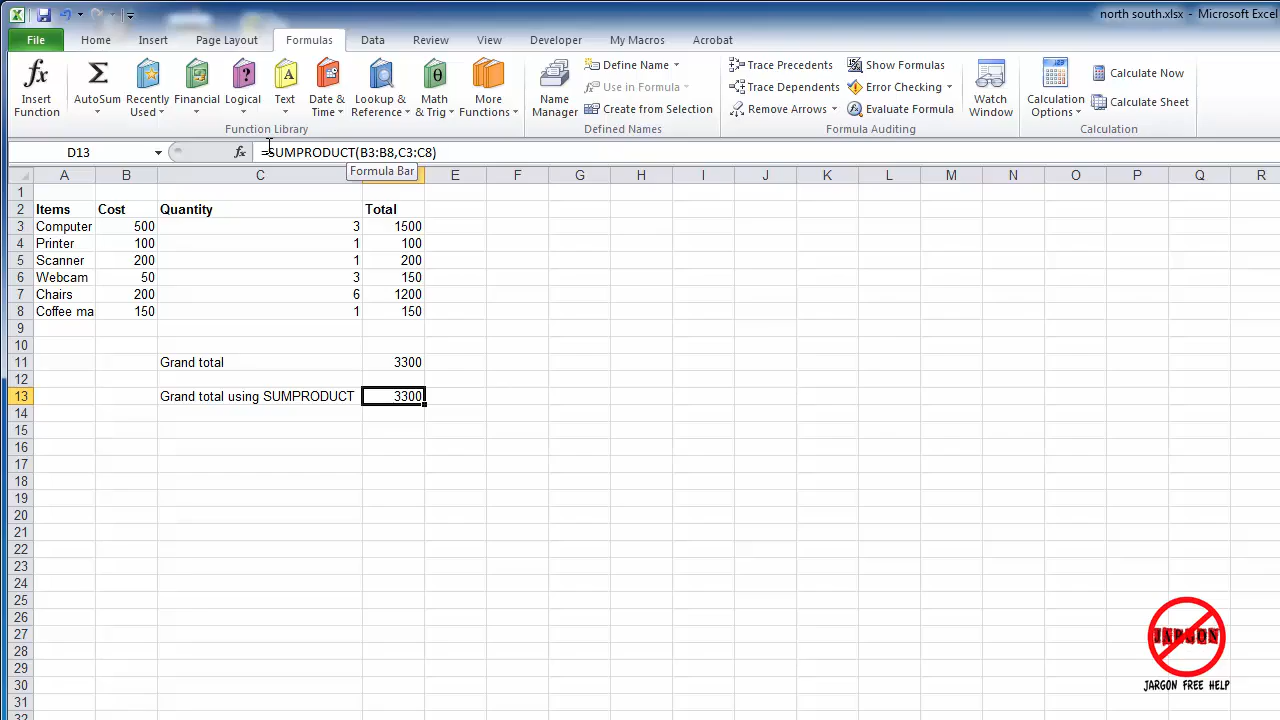 north south.xlsx - Microsoft Excel
File Home Insert Page Layout Formulas Data Review View Developer My Macros Acrobat
Insert Function
AutoSum
Recently Used
Financial
Logical
Text
Date & Time
Lookup & Reference
Math & Trig
More Functions
Function Library
Name Manager
Define Name
Use in Formula
Create from Selection
Defined Names
Trace Precedents
Trace Dependents
Remove Arrows
Show Formulas
Error Checking
Evaluate Formula
Formula Auditing
Watch Window
Calculation Options
Calculate Now
Calculate Sheet
Calculation
D13 fx =SUMPRODUCT(B3:B8,C3:C8)
Formula Bar
A B C E F G H I J K L M N O P Q R
1
2 Items Cost Quantity Total
3 Computer 500 3 1500
4 Printer 100 1 100
5 Scanner 200 1 200
6 Webcam 50 3 150
7 Chairs 200 6 1200
8 Coffee ma 150 1 150
9
10
11 Grand total 3300
12
13 Grand total using SUMPRODUCT 3300
14
15
16
17
18
19
20
21
22
23
24
25
26
27
28
29
30
31
32
JARGON
JARGON FREE HELP